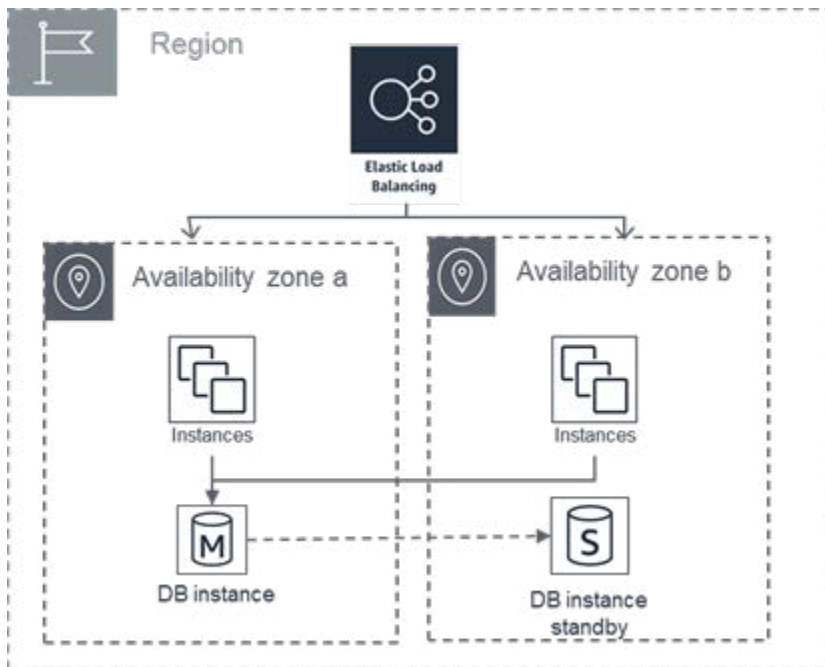 Region
Elastic Load
Balancing
Availability zone a
Availability zone b
Instances
Instances
M
S
DB instance
DB instance
standby